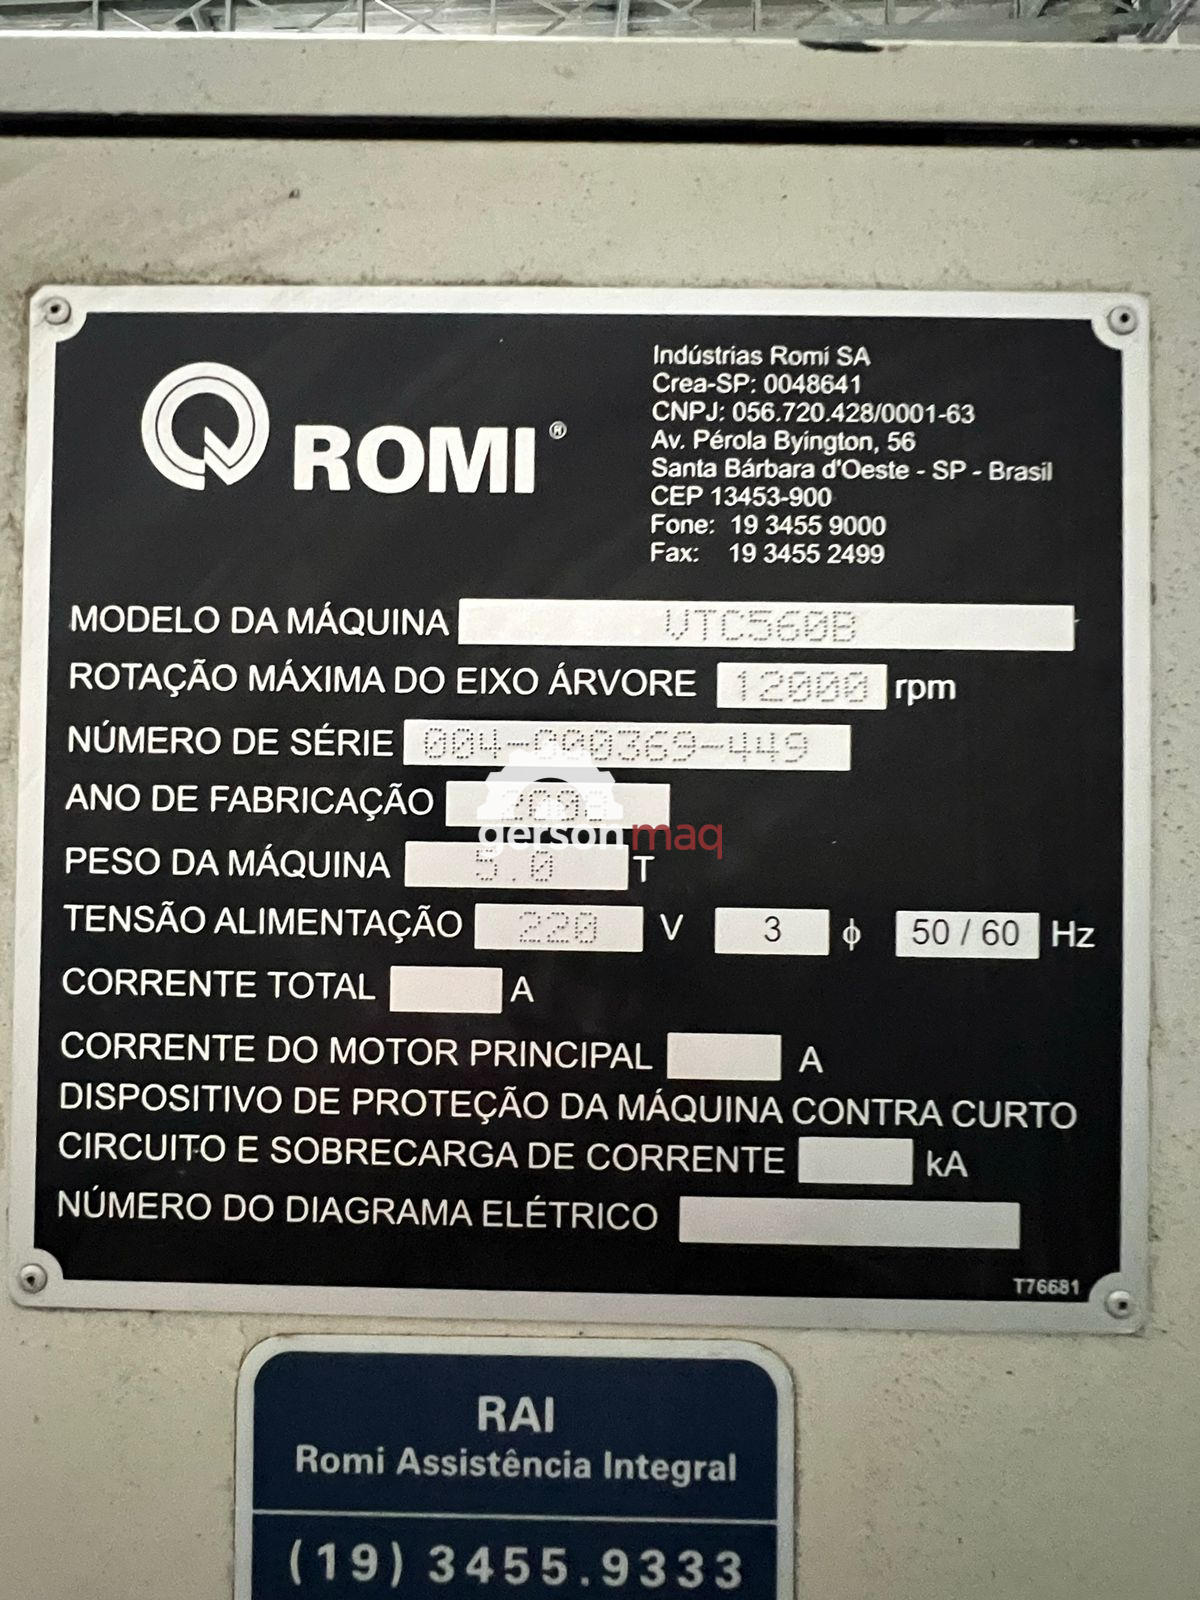 ROMI®
Indústrias Romi SA
Crea-SP: 0048641
CNPJ: 056.720.428/0001-63
Av. Pérola Byington, 56
Santa Bárbara d'Oeste - SP - Brasil
CEP 13453-900
Fone: 19 3455 9000
Fax: 19 3455 2499
MODELO DA MÁQUINA VTC560B
ROTAÇÃO MÁXIMA DO EIXO ÁRVORE 12000 rpm
NÚMERO DE SÉRIE 004-000369-449
ANO DE FABRICAÇÃO
gersonmaq
PESO DA MÁQUINA 5.0 T
TENSÃO ALIMENTAÇÃO 220 V 3 ϕ 50 / 60 Hz
CORRENTE TOTAL A
CORRENTE DO MOTOR PRINCIPAL A
DISPOSITIVO DE PROTEÇÃO DA MÁQUINA CONTRA CURTO
CIRCUITO E SOBRECARGA DE CORRENTE kA
NÚMERO DO DIAGRAMA ELÉTRICO
T76681
RAI
Romi Assistência Integral
(19) 3455.9333